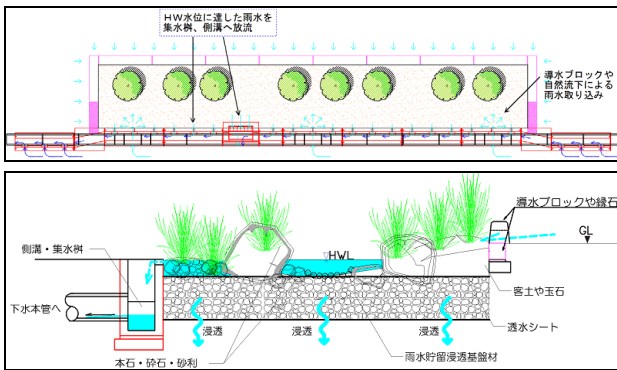 HW水位に達した雨水を
集水桝、側溝へ放流
導水ブロックや
自然流下による
雨水取り込み
導水ブロックや縁石
側溝・集水桝
HWL
GL
下水本管へ
客土や玉石
浸透
浸透
浸透
透水シート
本石・砕石・砂利
雨水貯留浸透基盤材